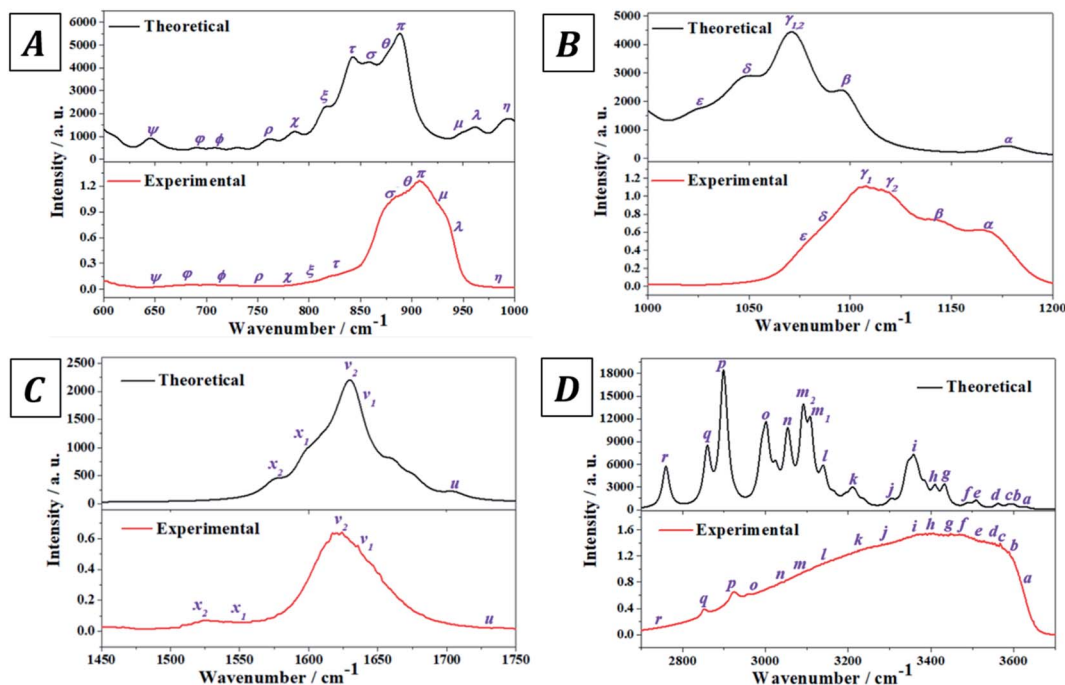 A
Theoretical
ψ φ ϕ ρ χ ξ τ σ θ π μ λ η
6000
5000
4000
3000
2000
1000
0
Experimental
ψ φ ϕ ρ χ ξ τ σ θ π μ λ η
1.2
0.9
0.6
0.3
0.0
600 650 700 750 800 850 900 950 1000
Intensity / a. u.
Wavenumber / cm-1
B
Theoretical
ε δ γ1,2 β α
5000
4000
3000
2000
1000
0
Experimental
ε δ γ1 γ2 β α
1.2
1.0
0.8
0.6
0.4
0.2
0.0
1000 1050 1100 1150 1200
Intensity / a. u.
Wavenumber / cm-1
C
Theoretical
x2 x1 v2 v1 u
2500
2000
1500
1000
500
0
Experimental
x2 x1 v2 v1 u
0.6
0.4
0.2
0.0
1450 1500 1550 1600 1650 1700 1750
Intensity / a. u.
Wavenumber / cm-1
D
Theoretical
r q p o n m2 m1 l k j i h g f e d c b a
18000
15000
12000
9000
6000
3000
0
Experimental
r q p o n m l k j i h g f e d c b a
1.6
1.2
0.8
0.4
0.0
2800 3000 3200 3400 3600
Intensity / a. u.
Wavenumber / cm-1